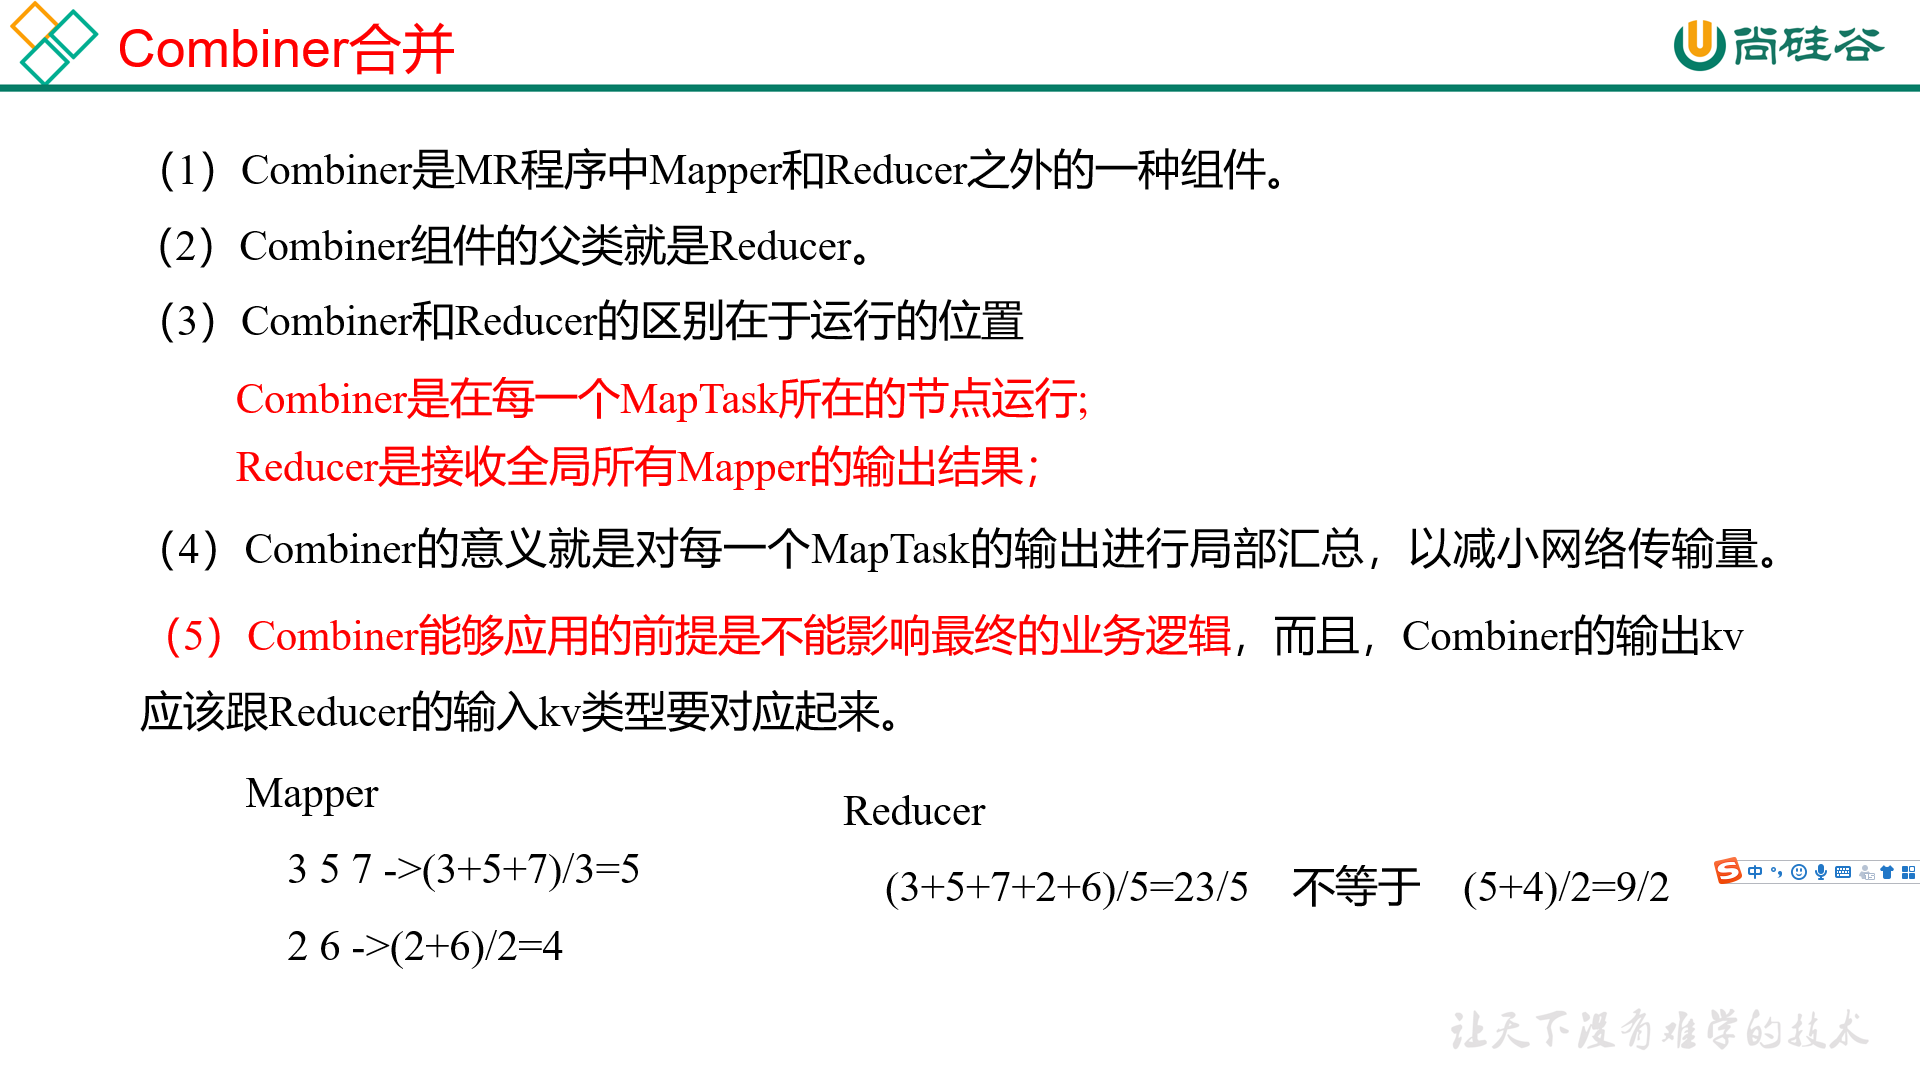 Combiner合并
尚硅谷
（1）Combiner是MR程序中Mapper和Reducer之外的一种组件。
（2）Combiner组件的父类就是Reducer。
（3）Combiner和Reducer的区别在于运行的位置
Combiner是在每一个MapTask所在的节点运行;
Reducer是接收全局所有Mapper的输出结果；
（4）Combiner的意义就是对每一个MapTask的输出进行局部汇总，以减小网络传输量。
（5）Combiner能够应用的前提是不能影响最终的业务逻辑，而且，Combiner的输出kv
应该跟Reducer的输入kv类型要对应起来。
Mapper
3 5 7 ->(3+5+7)/3=5
2 6 ->(2+6)/2=4
Reducer
(3+5+7+2+6)/5=23/5 不等于 (5+4)/2=9/2
中
让天下没有难学的技术